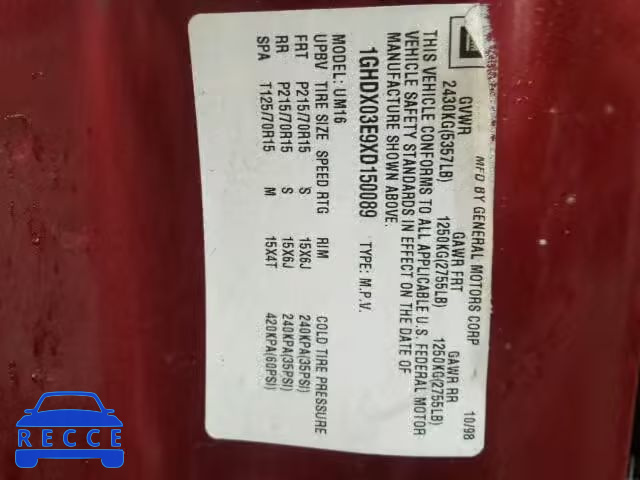 MFD BY GENERAL MOTORS CORP 10/98
GVWR GAWR FRT GAWR RR
2430KG(5357LB) 1250KG(2755LB) 1250KG(2755LB)
THIS VEHICLE CONFORMS TO ALL APPLICABLE U.S. FEDERAL MOTOR
VEHICLE SAFETY STANDARDS IN EFFECT ON THE DATE OF
MANUFACTURE SHOWN ABOVE.
1GHDX03E9XD150089 TYPE: M.P.V.
MODEL: UM16
UPBV TIRE SIZE SPEED RTG RIM COLD TIRE PRESSURE
FRT P215/70R15 S 15X6J 240KPA(35PSI)
RR P215/70R15 S 15X6J 240KPA(35PSI)
SPA T125/70R15 M 15X4T 420KPA(60PSI)
RECCE